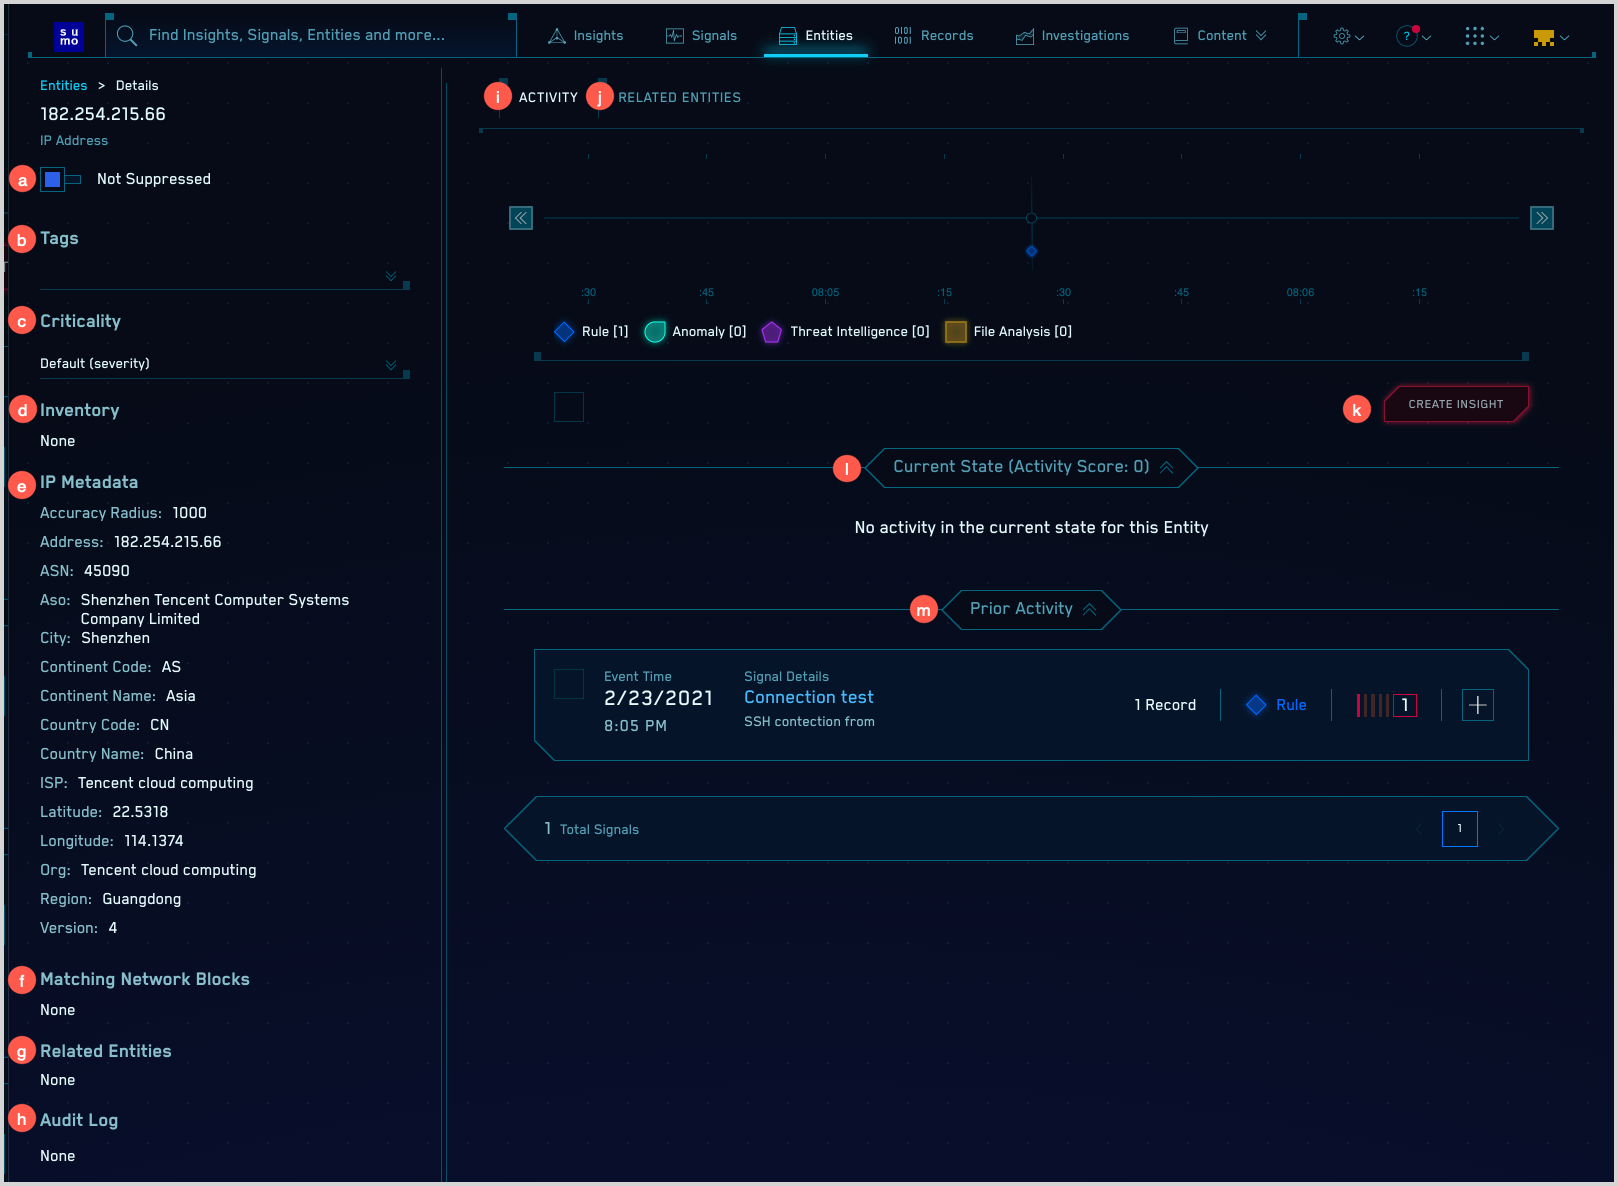 su
mo
Find Insights, Signals, Entities and more...
Insights
Signals
Entities
Records
Investigations
Content
?
Entities > Details
182.254.215.66
IP Address
a
Not Suppressed
b
Tags
c
Criticality
Default (severity)
d
Inventory
None
e
IP Metadata
Accuracy Radius: 1000
Address: 182.254.215.66
ASN: 45090
Aso: Shenzhen Tencent Computer Systems
Company Limited
City: Shenzhen
Continent Code: AS
Continent Name: Asia
Country Code: CN
Country Name: China
ISP: Tencent cloud computing
Latitude: 22.5318
Longitude: 114.1374
Org: Tencent cloud computing
Region: Guangdong
Version: 4
f
Matching Network Blocks
None
g
Related Entities
None
h
Audit Log
None
i
ACTIVITY
j
RELATED ENTITIES
:30 :45 08:05 :15 :30 :45 08:06 :15
Rule [1] Anomaly [0] Threat Intelligence [0] File Analysis [0]
k
CREATE INSIGHT
l
Current State (Activity Score: 0)
No activity in the current state for this Entity
m
Prior Activity
Event Time
2/23/2021
8:05 PM
Signal Details
Connection test
SSH contection from
1 Record
Rule
1
1 Total Signals
1